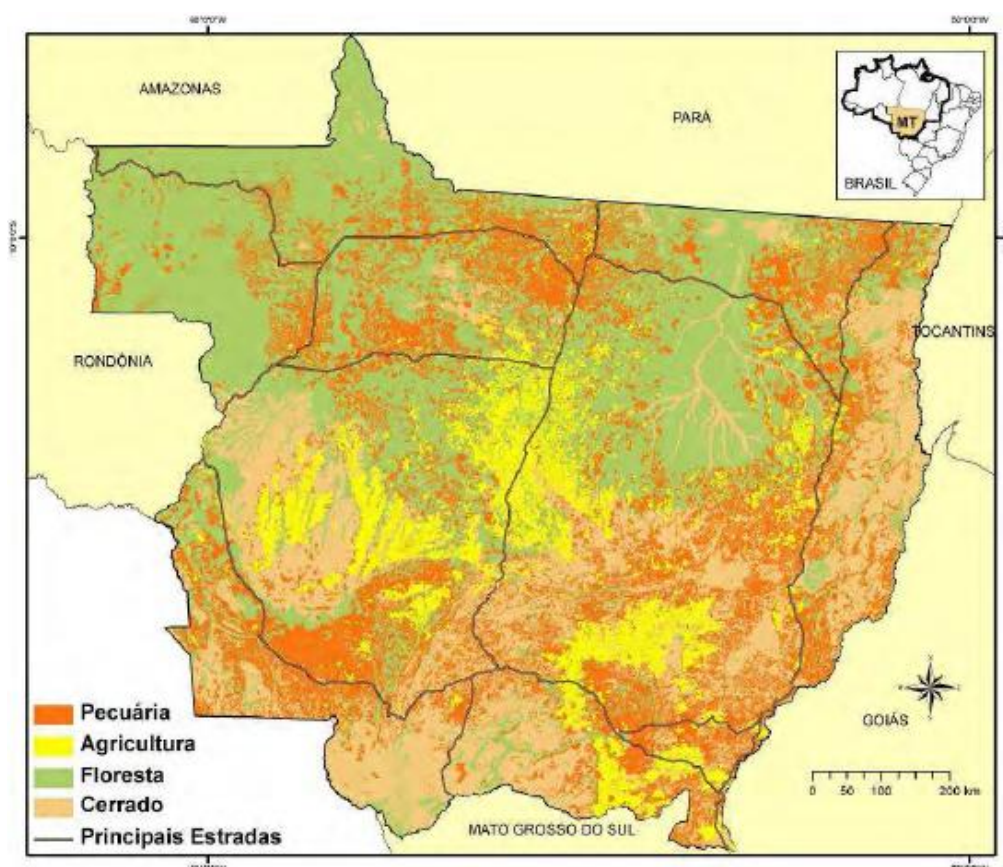 AMAZONAS
PARÁ
MT
BRASIL
RONDÔNIA
TOCANTINS
Pecuária
Agricultura
Floresta
Cerrado
Principais Estradas
GOIÁS
0 50 100 200 km
MATO GROSSO DO SUL